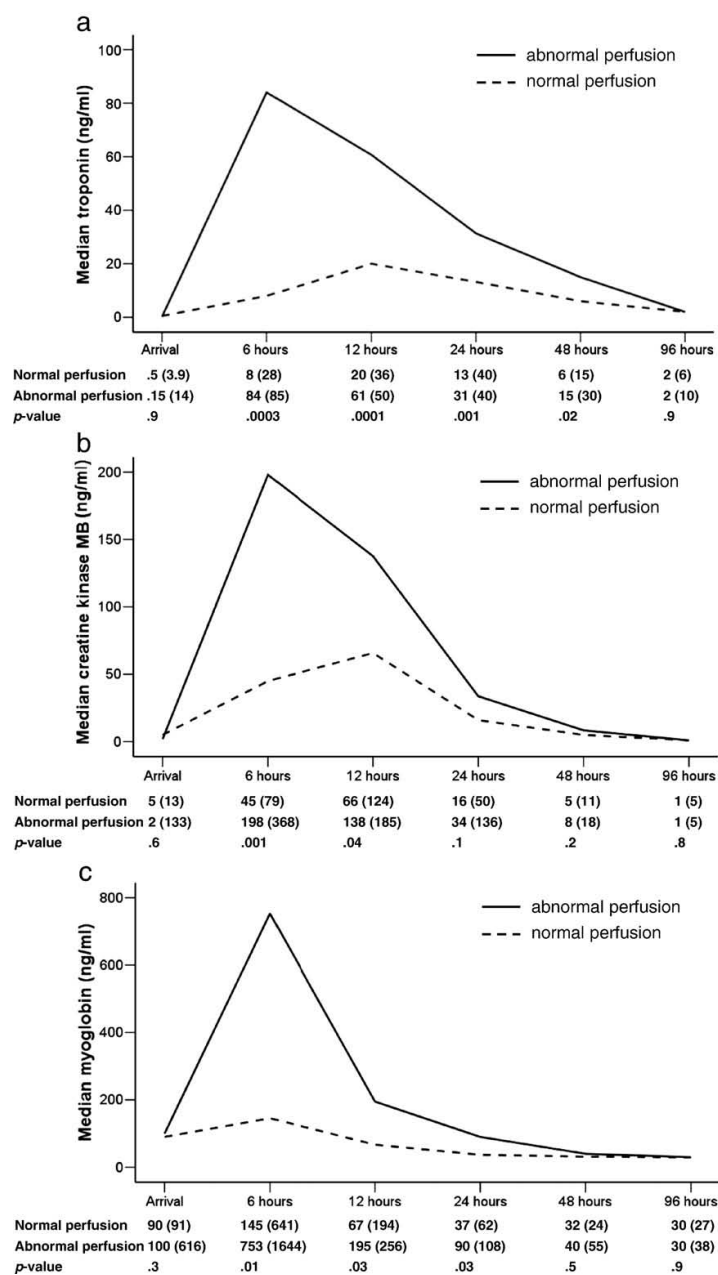 a
Median troponin (ng/ml)
100
80
60
40
20
0
abnormal perfusion
normal perfusion
Arrival 6 hours 12 hours 24 hours 48 hours 96 hours
Normal perfusion .5 (3.9) 8 (28) 20 (36) 13 (40) 6 (15) 2 (6)
Abnormal perfusion .15 (14) 84 (85) 61 (50) 31 (40) 15 (30) 2 (10)
p-value .9 .0003 .0001 .001 .02 .9
b
Median creatine kinase MB (ng/ml)
200
150
100
50
0
abnormal perfusion
normal perfusion
Arrival 6 hours 12 hours 24 hours 48 hours 96 hours
Normal perfusion 5 (13) 45 (79) 66 (124) 16 (50) 5 (11) 1 (5)
Abnormal perfusion 2 (133) 198 (368) 138 (185) 34 (136) 8 (18) 1 (5)
p-value .6 .001 .04 .1 .2 .8
c
Median myoglobin (ng/ml)
800
600
400
200
0
abnormal perfusion
normal perfusion
Arrival 6 hours 12 hours 24 hours 48 hours 96 hours
Normal perfusion 90 (91) 145 (641) 67 (194) 37 (62) 32 (24) 30 (27)
Abnormal perfusion 100 (616) 753 (1644) 195 (256) 90 (108) 40 (55) 30 (38)
p-value .3 .01 .03 .03 .5 .9